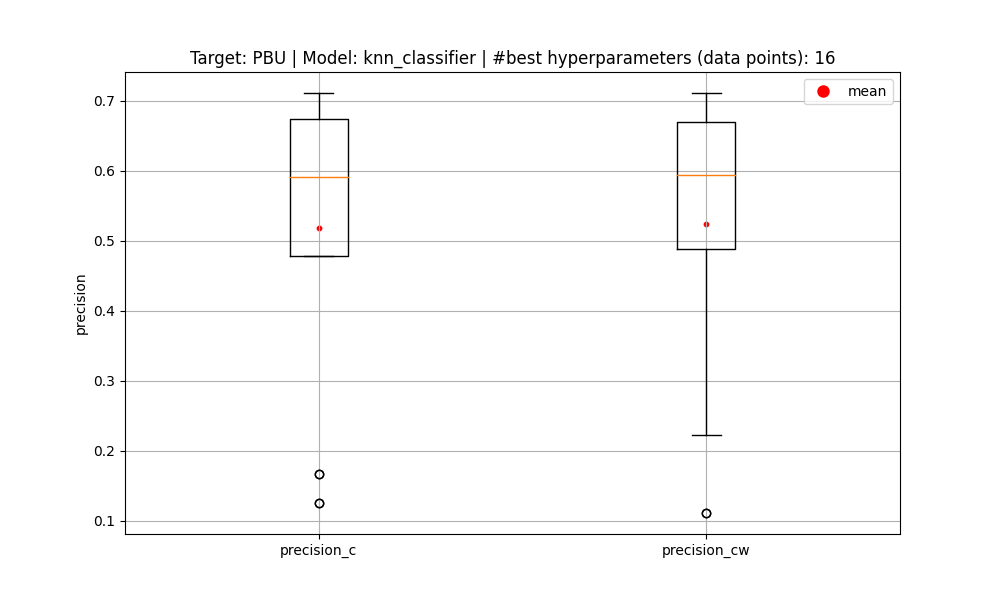 Target: PBU | Model: knn_classifier | #best hyperparameters (data points): 16
mean
0.7
0.6
0.5
0.4
0.3
0.2
0.1
precision
precision_c
precision_cw